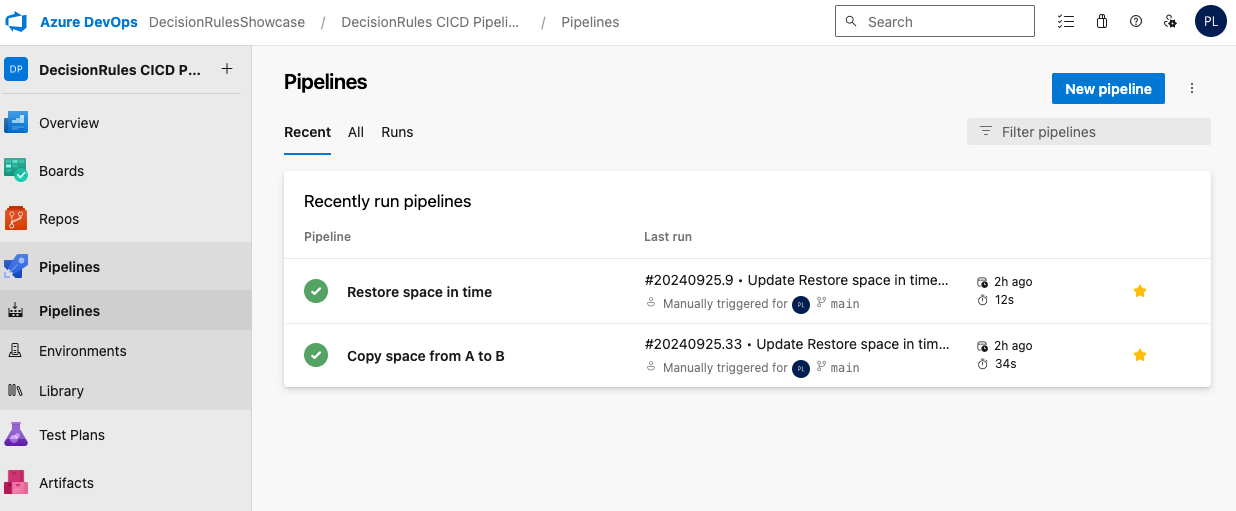 Azure DevOps DecisionRulesShowcase / DecisionRules CICD Pipeli... / Pipelines
Search
PL
DP DecisionRules CICD P... +
Overview
Boards
Repos
Pipelines
Pipelines
Environments
Library
Test Plans
Artifacts
Pipelines
New pipeline
Recent All Runs
Filter pipelines
Recently run pipelines
Pipeline Last run
Restore space in time
#20240925.9 • Update Restore space in time...
Manually triggered for PL main
2h ago
12s
Copy space from A to B
#20240925.33 • Update Restore space in tim...
Manually triggered for PL main
2h ago
34s